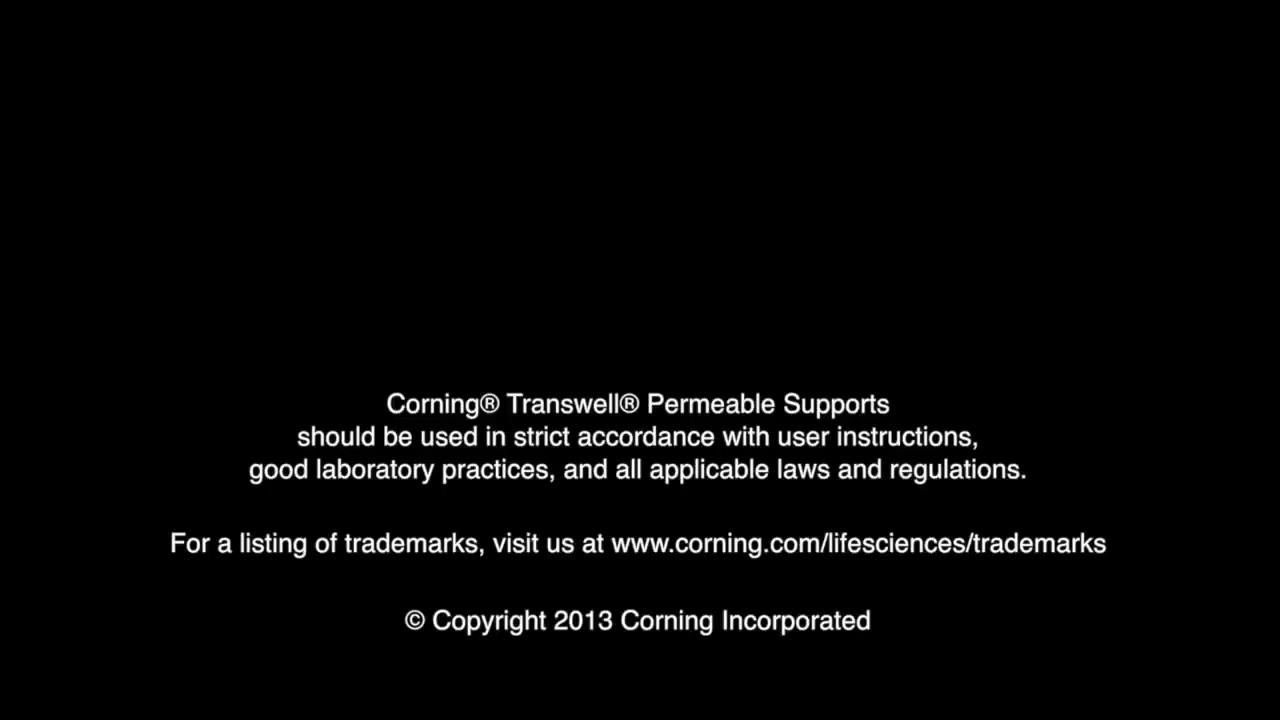 Corning® Transwell® Permeable Supports
should be used in strict accordance with user instructions,
good laboratory practices, and all applicable laws and regulations.
For a listing of trademarks, visit us at www.corning.com/lifesciences/trademarks
© Copyright 2013 Corning Incorporated